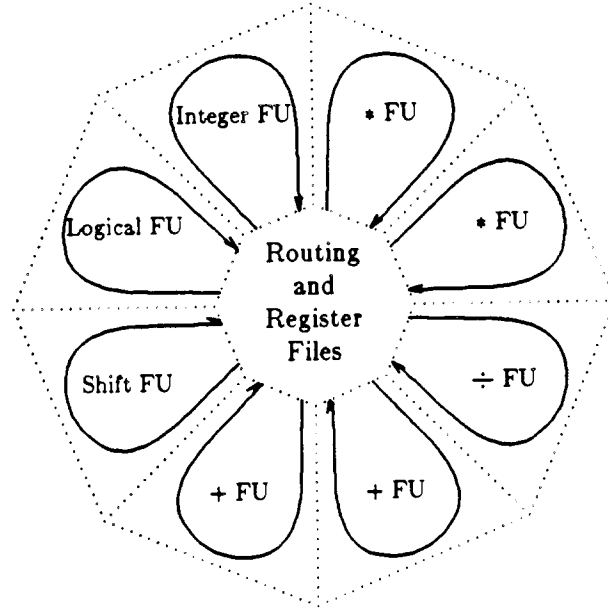 Integer FU
* FU
Logical FU
* FU
Routing
and
Register
Files
Shift FU
÷ FU
+ FU
+ FU